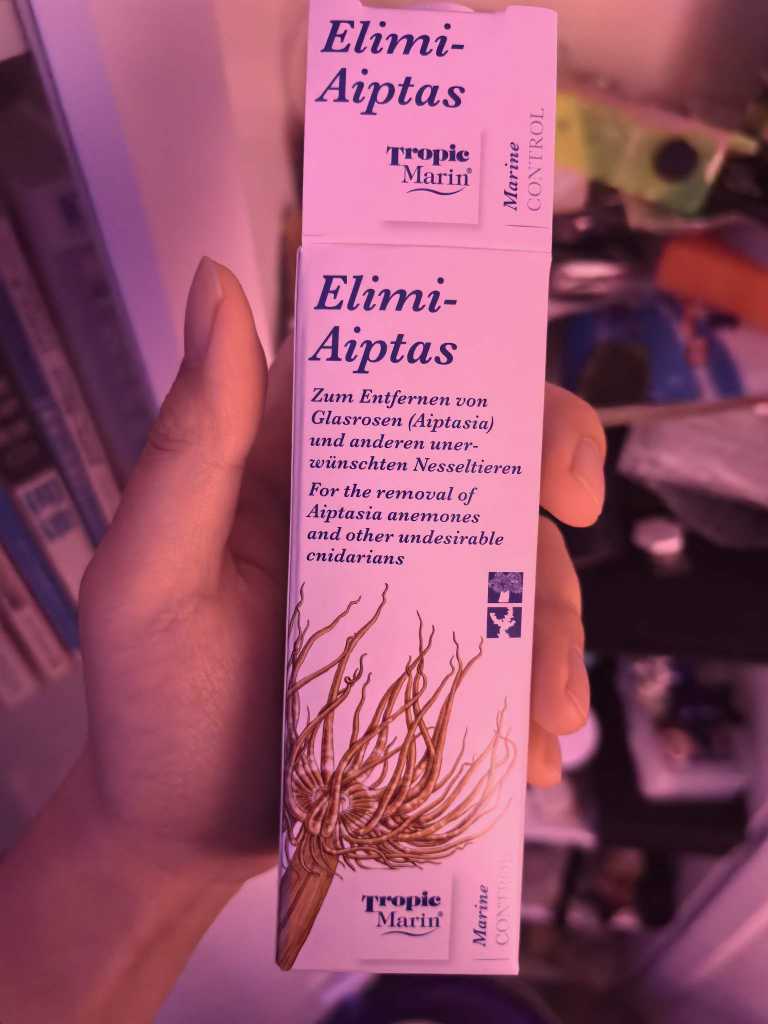 Elimi-
Aiptas
Tropic
Marin®
Marine
CONTROL
Elimi-
Aiptas
Zum Entfernen von
Glasrosen (Aiptasia)
und anderen uner-
wünschten Nesseltieren
For the removal of
Aiptasia anemones
and other undesirable
cnidarians
Tropic
Marin®
Marine
CONTROL